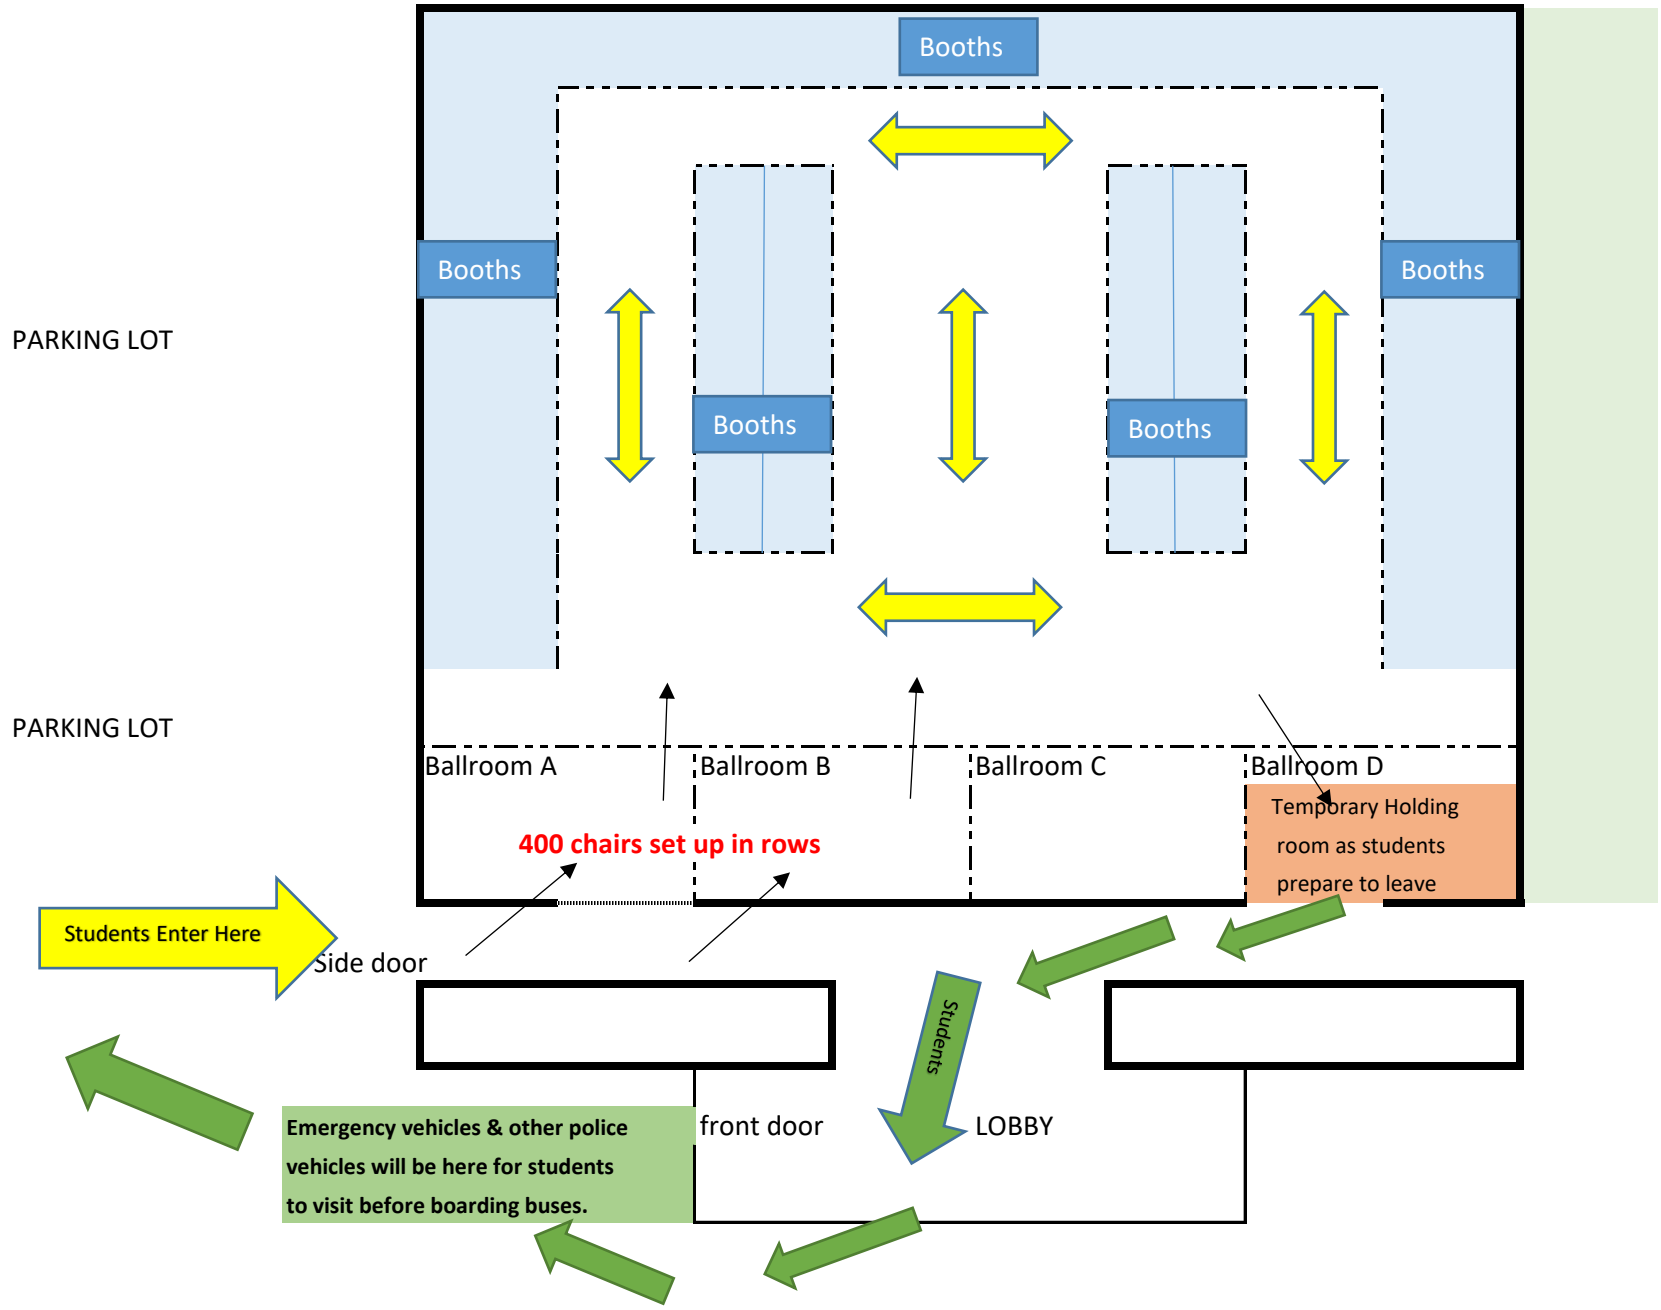 Booths
Booths
Booths
PARKING LOT
Booths
Booths
PARKING LOT
Ballroom A
Ballroom B
Ballroom C
Ballroom D
Temporary Holding
room as students
prepare to leave
400 chairs set up in rows
Students Enter Here
Side door
Students
Emergency vehicles & other police
vehicles will be here for students
to visit before boarding buses.
front door
LOBBY